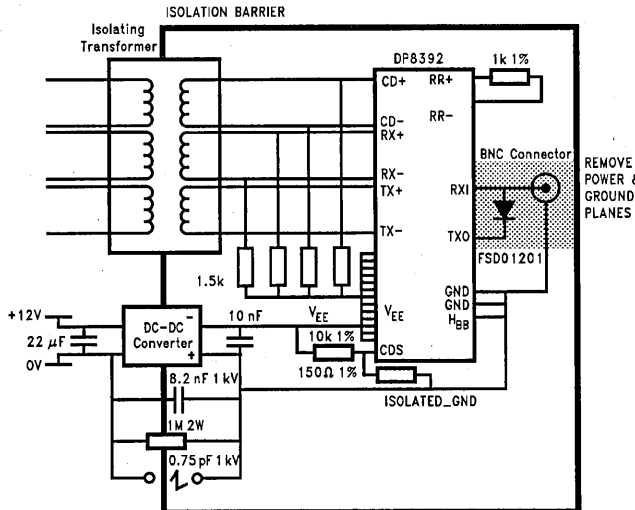 ISOLATION BARRIER
Isolating
Transformer
DP8392
1k 1%
CD+
RR+
CD-
RX+
RR-
BNC Connector
REMOVE
POWER &
GROUND
PLANES
RX-
TX+
RXI
TX-
TXO
FSD01201
1.5k
GND
GND
HBB
+12V
22 µF
0V
DC-DC
Converter
-
+
10 nF
VEE
VEE
10k 1%
CDS
150Ω 1%
ISOLATED_GND
8.2 nF 1 kV
1M 2W
0.75 pF 1 kV